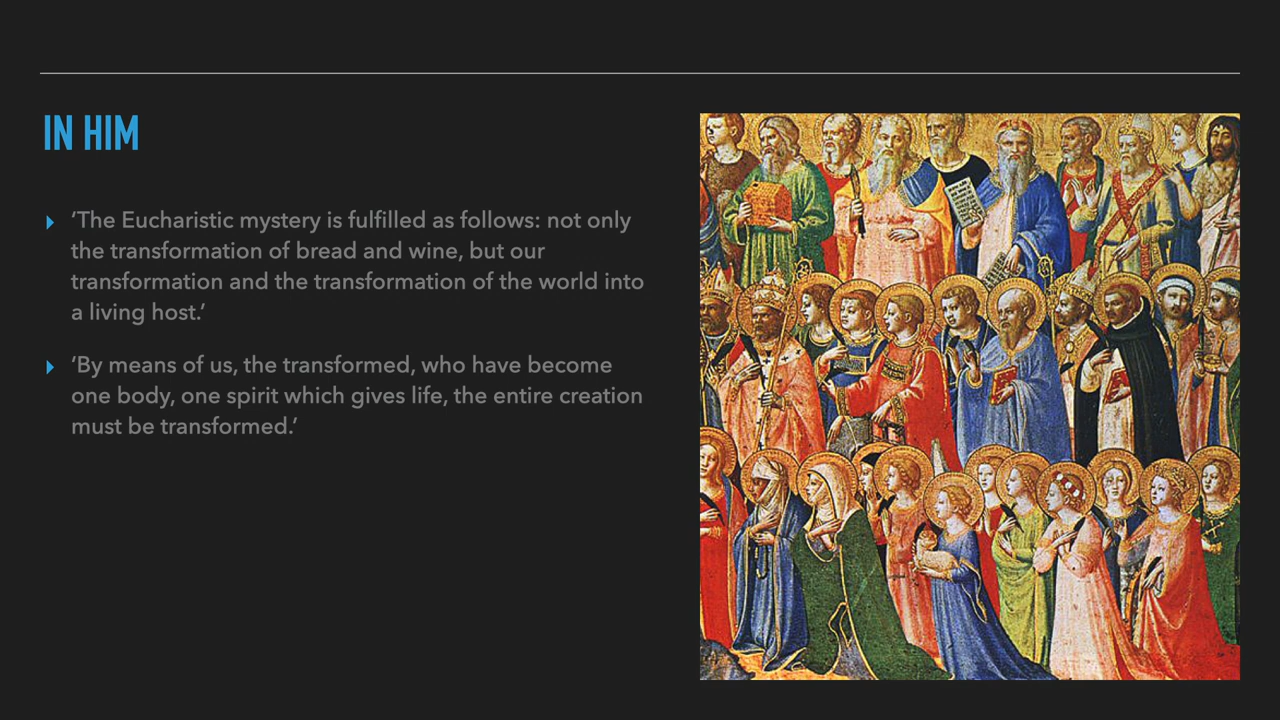 IN HIM
‘The Eucharistic mystery is fulfilled as follows: not only
the transformation of bread and wine, but our
transformation and the transformation of the world into
a living host.’
‘By means of us, the transformed, who have become
one body, one spirit which gives life, the entire creation
must be transformed.’